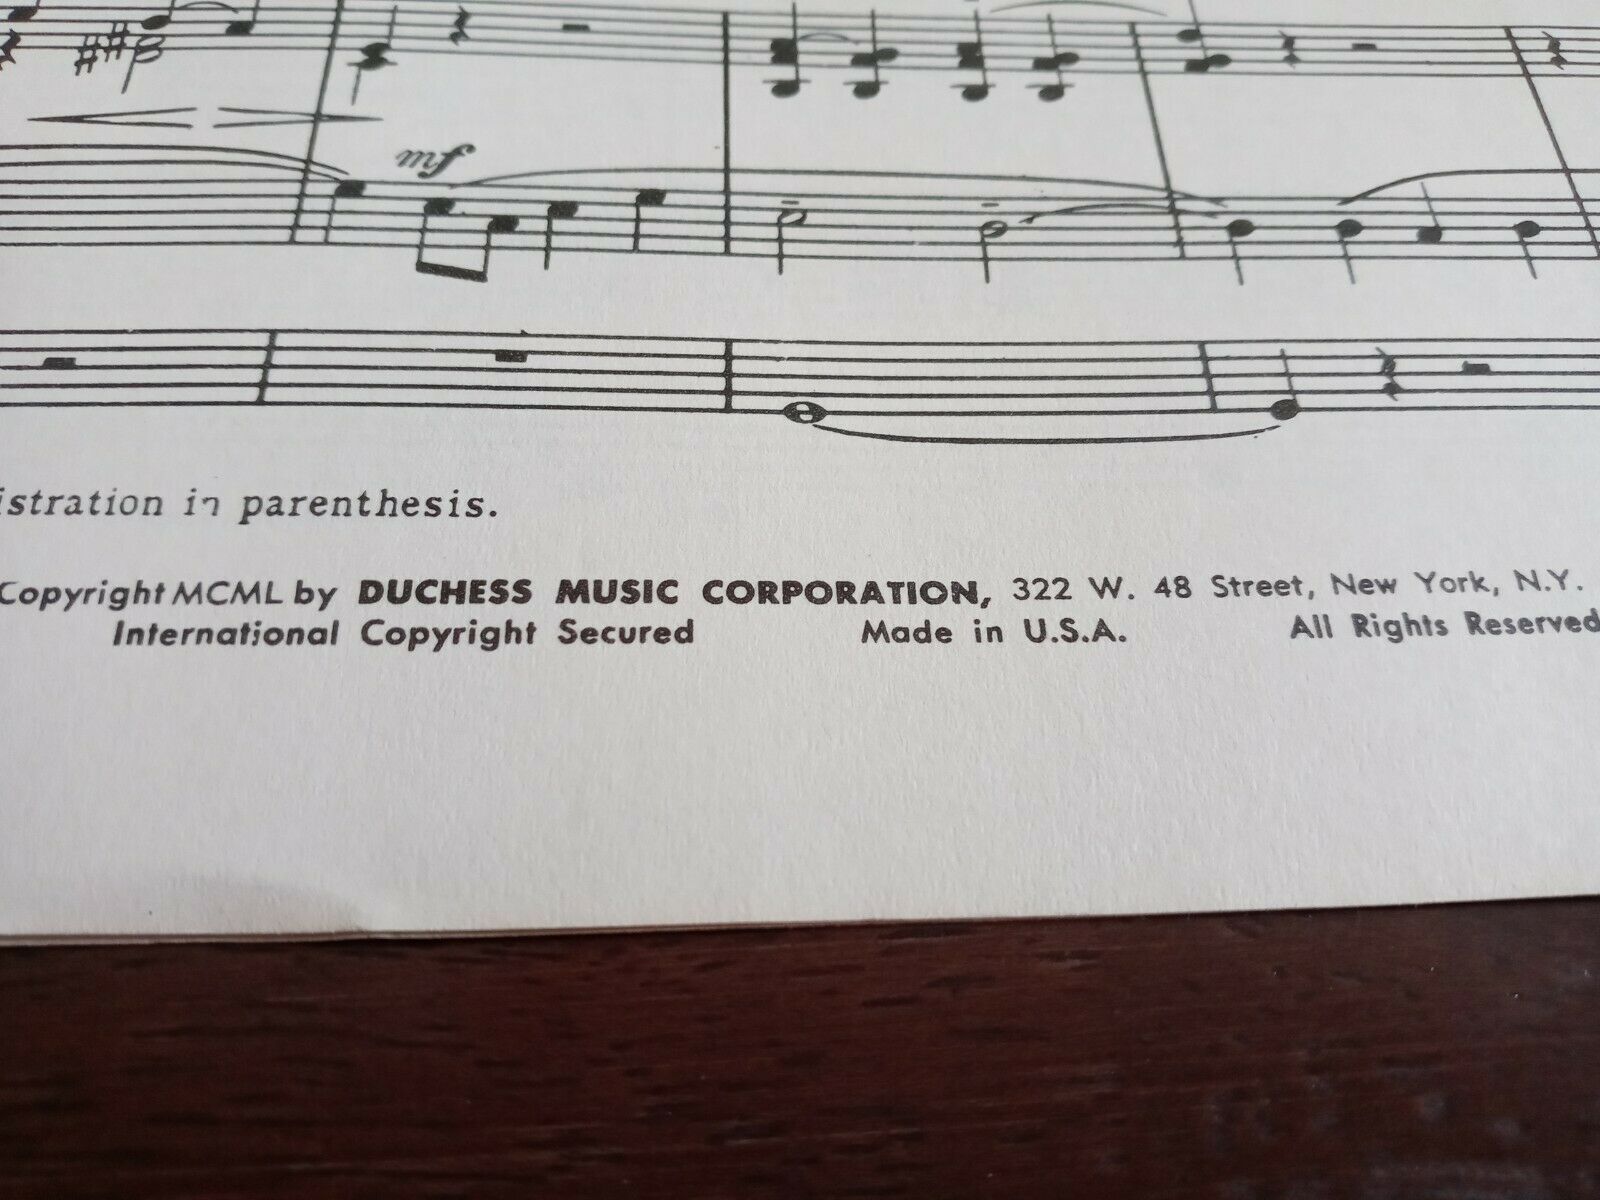 mf
istration in parenthesis.
Copyright MCML by DUCHESS MUSIC CORPORATION, 322 W. 48 Street, New York, N.Y.
International Copyright Secured Made in U.S.A. All Rights Reserved